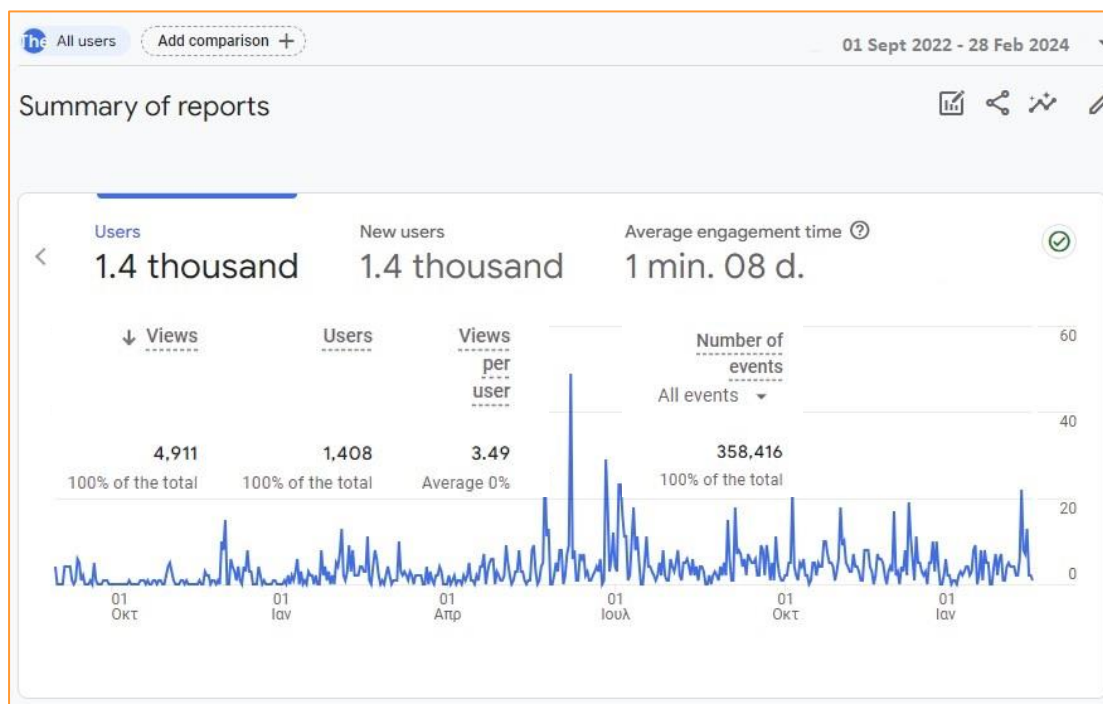 The All users Add comparison + 01 Sept 2022 - 28 Feb 2024
Summary of reports
Users New users Average engagement time
1.4 thousand 1.4 thousand 1 min. 08 d.
Views Users Views per user Number of events
All events
4,911 1,408 3.49 358,416
100% of the total 100% of the total Average 0% 100% of the total
60
40
20
0
01 Οκτ 01 Ιαν 01 Απρ 01 Ιουλ 01 Οκτ 01 Ιαν